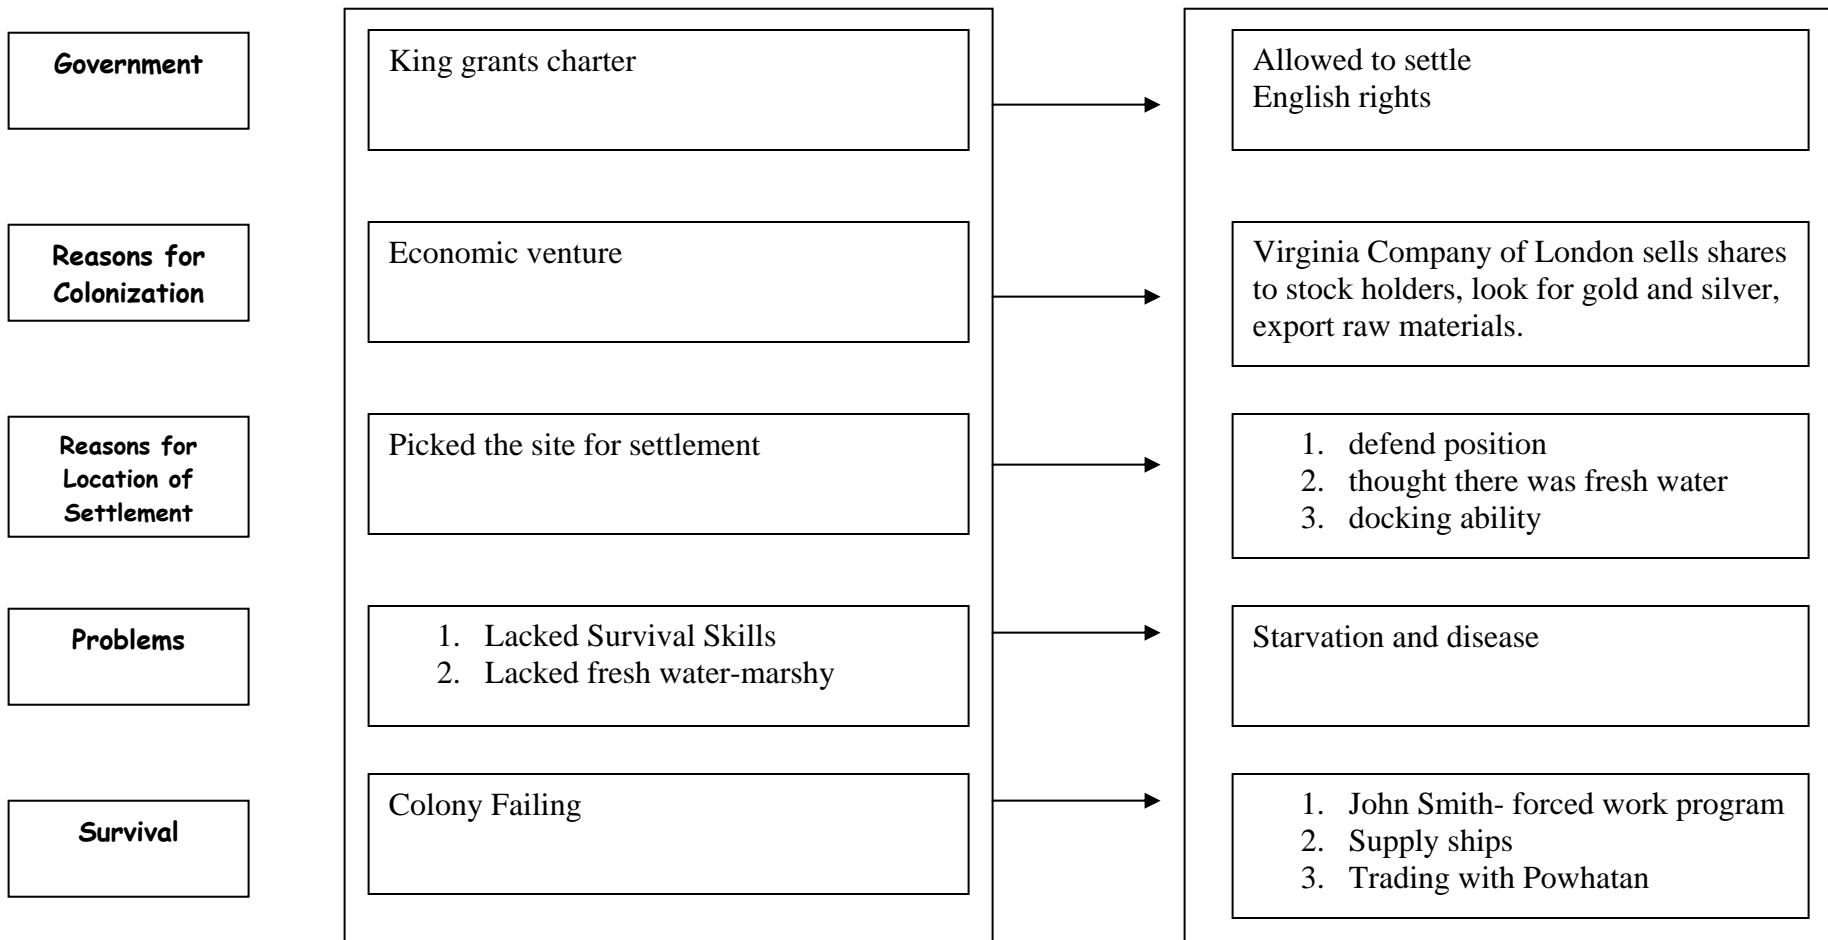 Government
King grants charter
Allowed to settle
English rights
Reasons for
Colonization
Economic venture
Virginia Company of London sells shares
to stock holders, look for gold and silver,
export raw materials.
Reasons for
Location of
Settlement
Picked the site for settlement
1. defend position
2. thought there was fresh water
3. docking ability
Problems
1. Lacked Survival Skills
2. Lacked fresh water-marshy
Starvation and disease
Survival
Colony Failing
1. John Smith- forced work program
2. Supply ships
3. Trading with Powhatan